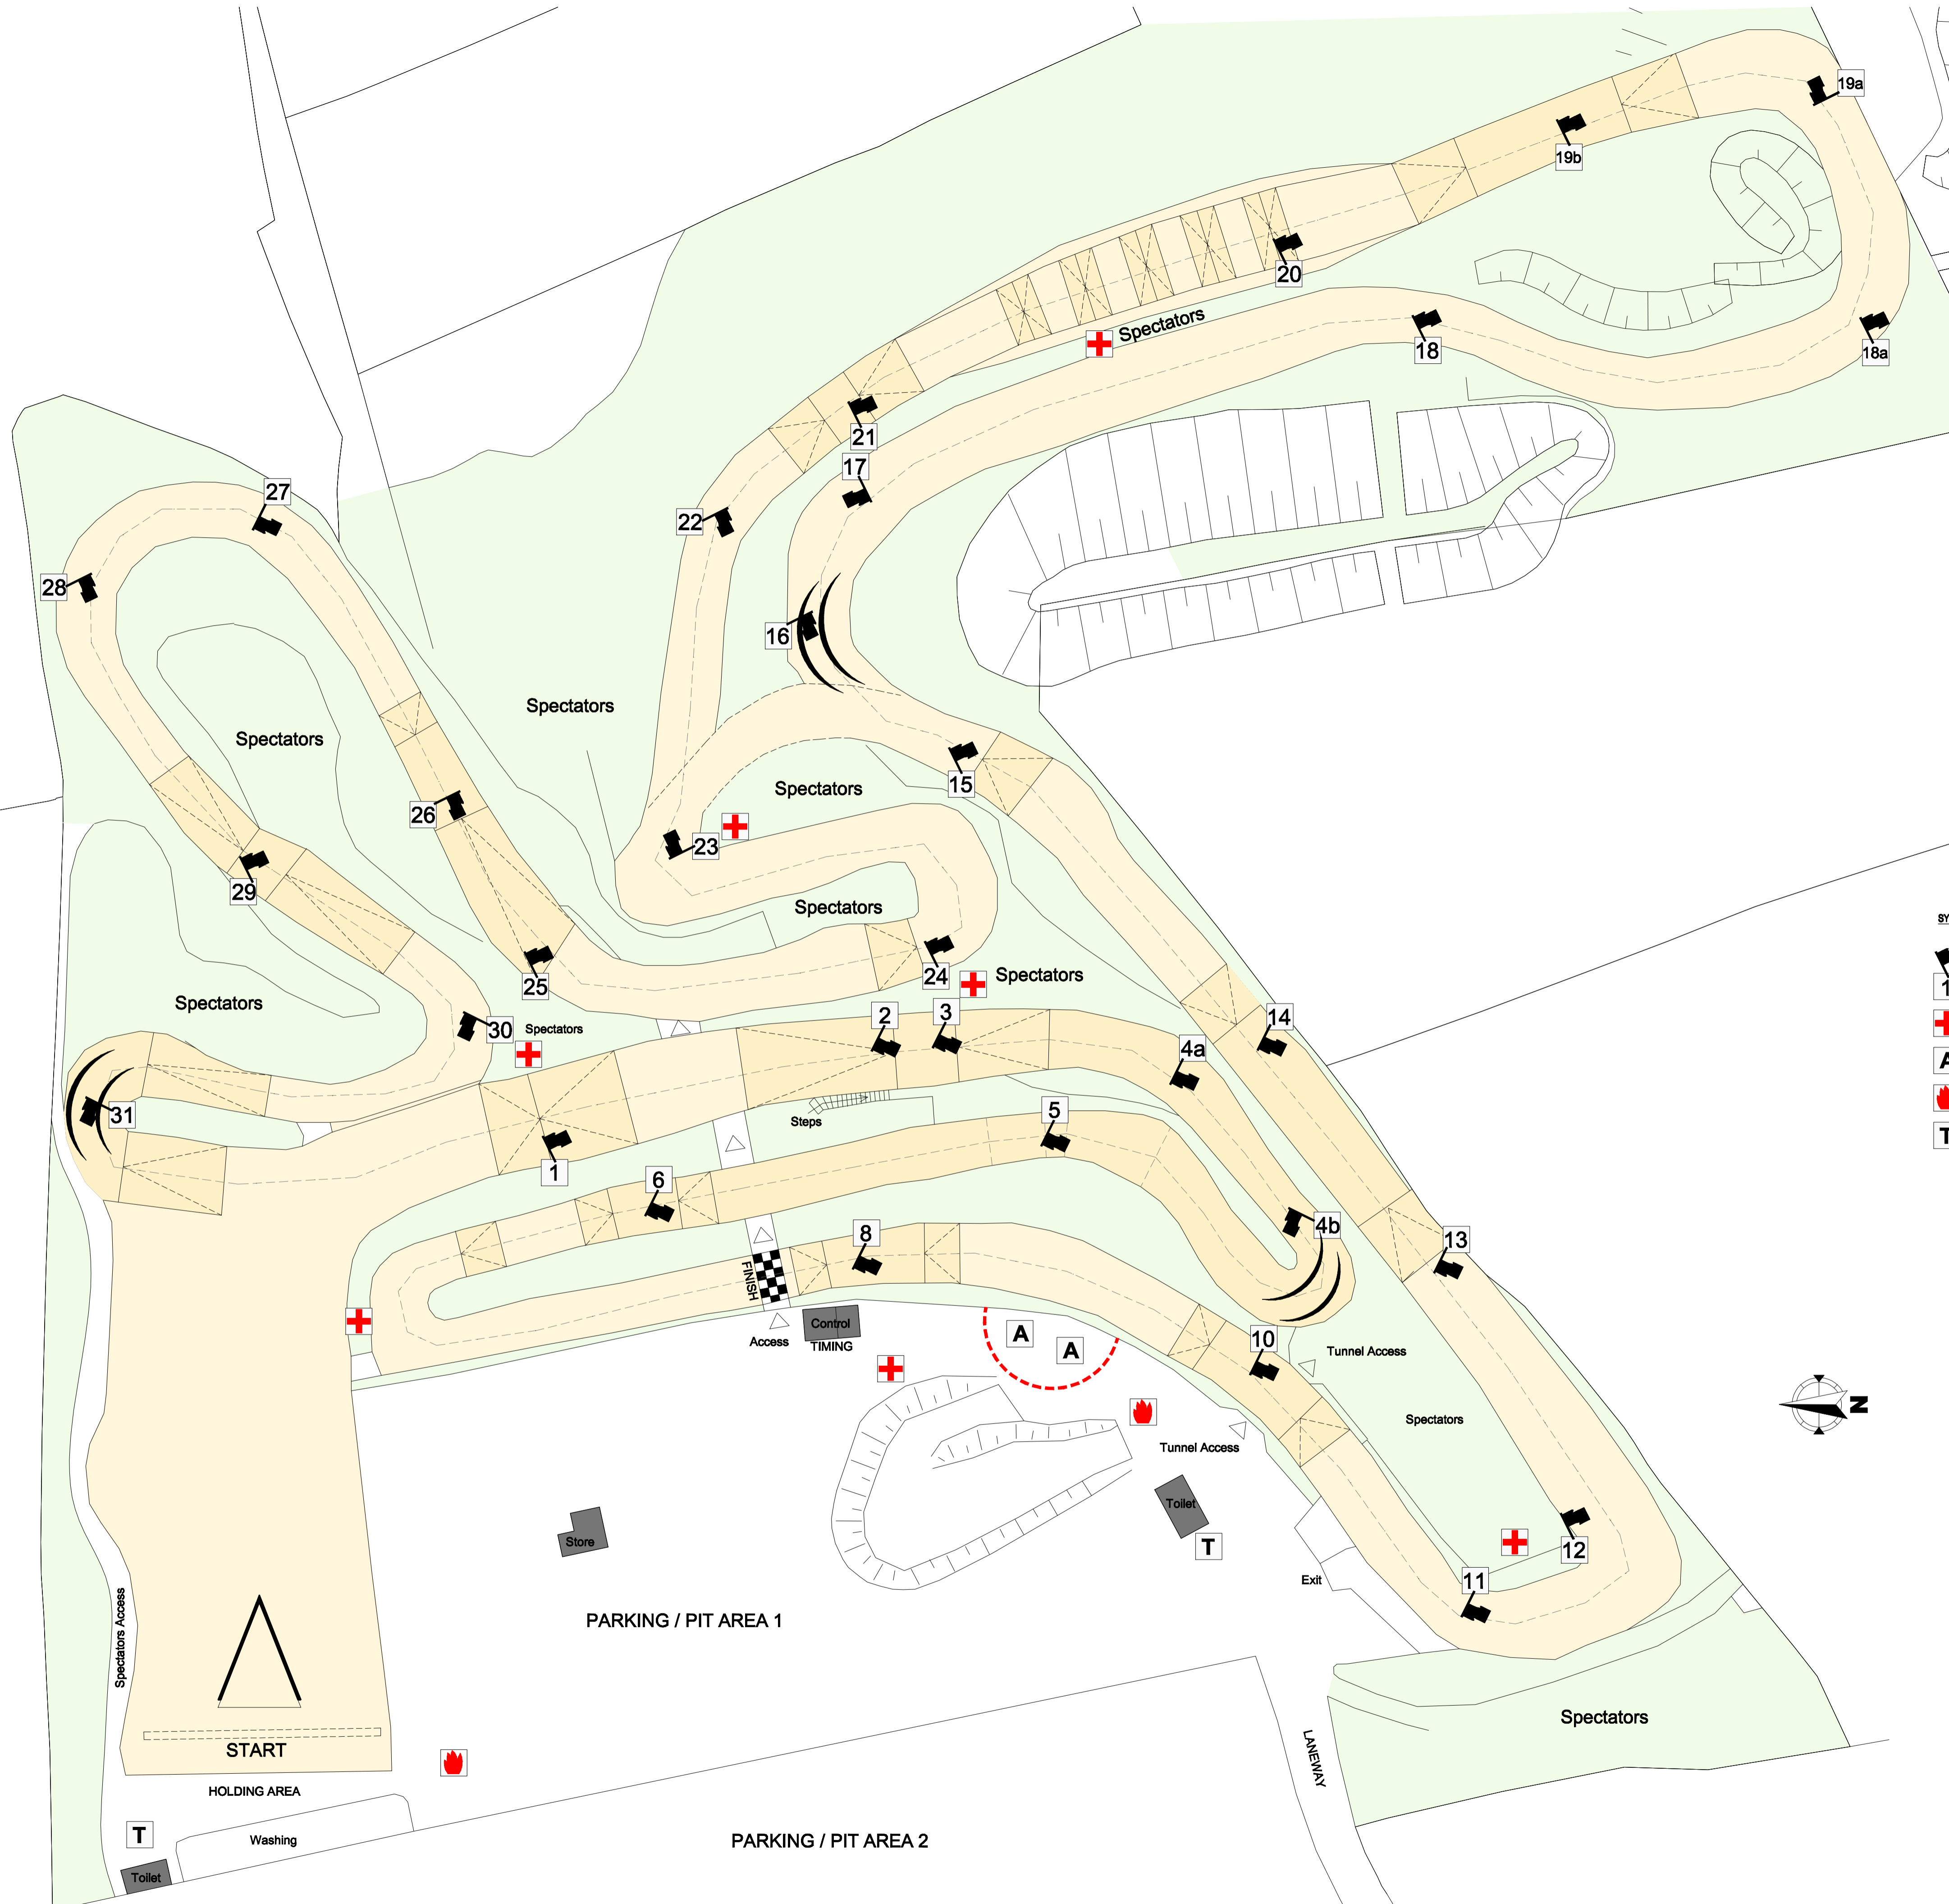 19a
19b
20
Spectators
18
18a
21
17
27
22
28
16
Spectators
Spectators
15
Spectators
26
23
29
Spectators
SY
24
Spectators
25
1
Spectators
2
3
14
30
Spectators
4a
A
31
Steps
5
T
1
6
4b
8
13
FINISH
Access
Control
TIMING
A
A
10
Tunnel Access
N
Spectators
Tunnel Access
Toilet
T
Store
12
11
Exit
Spectators Access
PARKING / PIT AREA 1
Spectators
START
LANEWAY
HOLDING AREA
T
Washing
PARKING / PIT AREA 2
Toilet